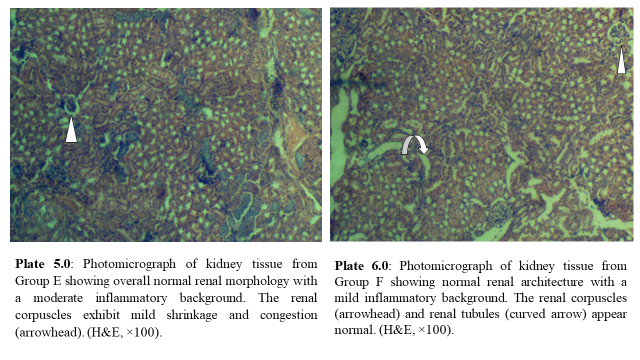 Plate 5.0: Photomicrograph of kidney tissue from
Group E showing overall normal renal morphology with
a moderate inflammatory background. The renal
corpuscles exhibit mild shrinkage and congestion
(arrowhead). (H&E, ×100).
Plate 6.0: Photomicrograph of kidney tissue from
Group F showing normal renal architecture with a
mild inflammatory background. The renal corpuscles
(arrowhead) and renal tubules (curved arrow) appear
normal. (H&E, ×100).